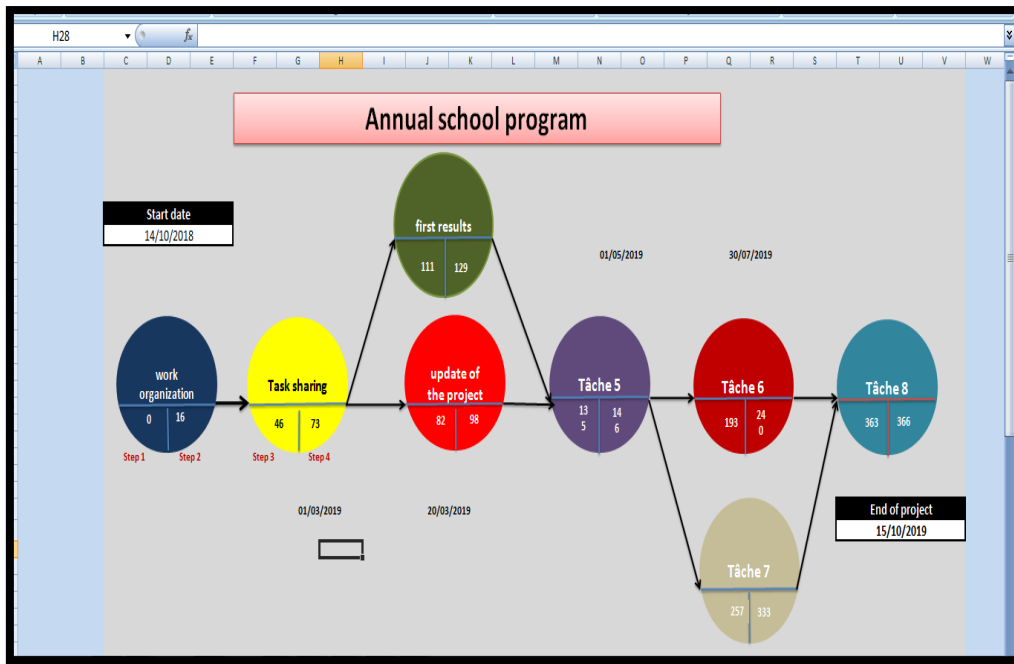 H28
fx
A B C D E F G H I J K L M N O P Q R S T U V W
Annual school program
Start date
14/10/2018
first results
111 129
01/05/2019 30/07/2019
work
organization
0 16
Step 1 Step 2
Task sharing
46 73
Step 3 Step 4
update of
the project
82 98
Tâche 5
13
5
14
6
Tâche 6
193
24
0
Tâche 8
363 366
01/03/2019 20/03/2019
End of project
15/10/2019
Tâche 7
257 333